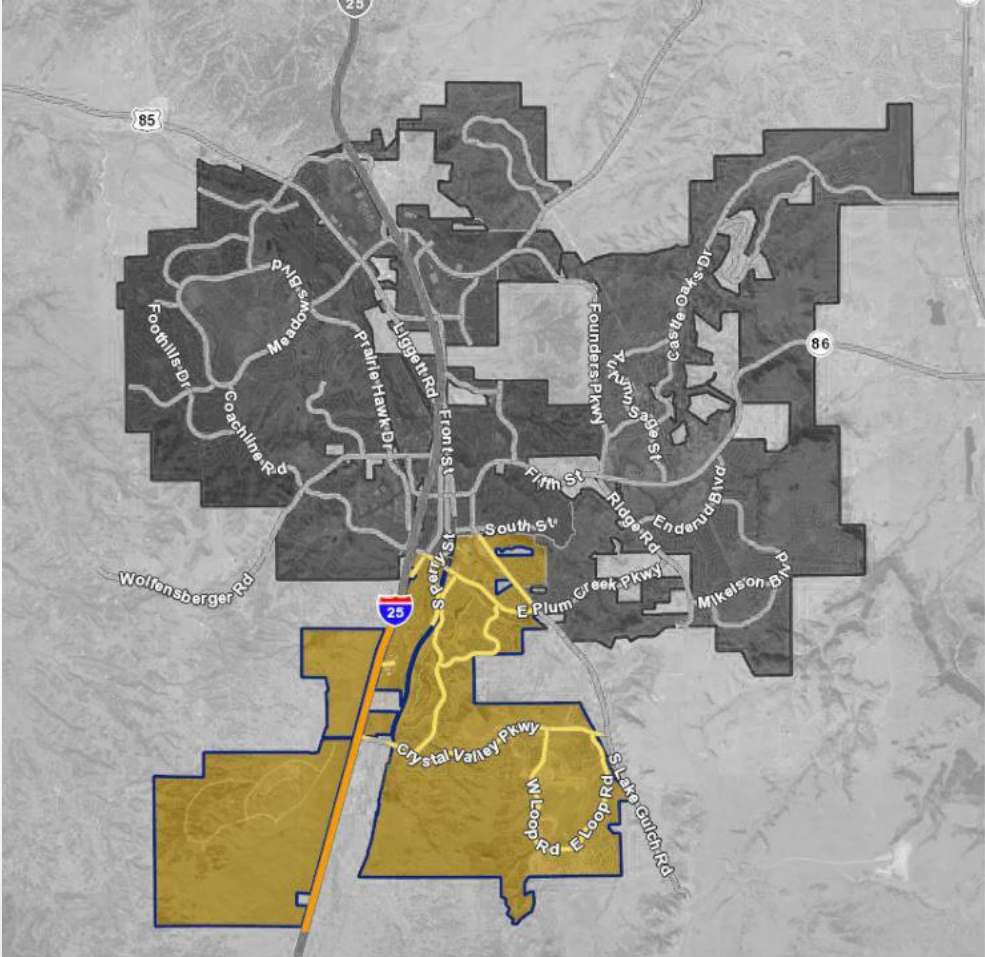 25
85
Castle Oaks Dr
Meadows Blvd
Foothills Dr
Liggett Rd
Founders Pkwy
86
Prairie Hawk Dr
Autumn Sage St
Coachline Rd
Front St
Fifth St
Ridge Rd
Enderud Blvd
South St
Wolfensberger Rd
S Perry St
E Plum Creek Pkwy
Mikelson Blvd
25
Crystal Valley Pkwy
S Lake Gulch Rd
W Loop Rd
E Loop Rd